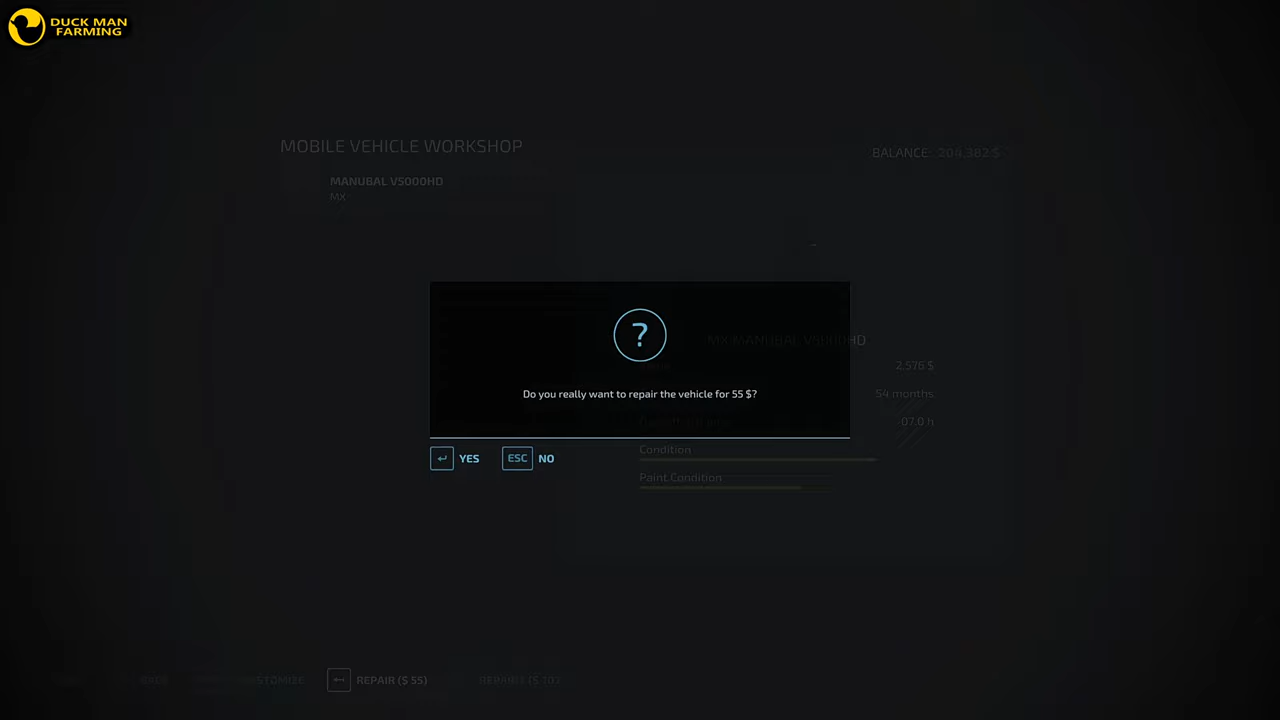 DUCK MAN
FARMING
MOBILE VEHICLE WORKSHOP
BALANCE: 204,382 $
MANUBAL V5000HD
MX
?
MX MANUBAL V5000HD
2,576 $
Do you really want to repair the vehicle for 55 $?
54 months
07.0 h
Condition
ESC NO
YES
Paint Condition
REPAIR ($ 55)